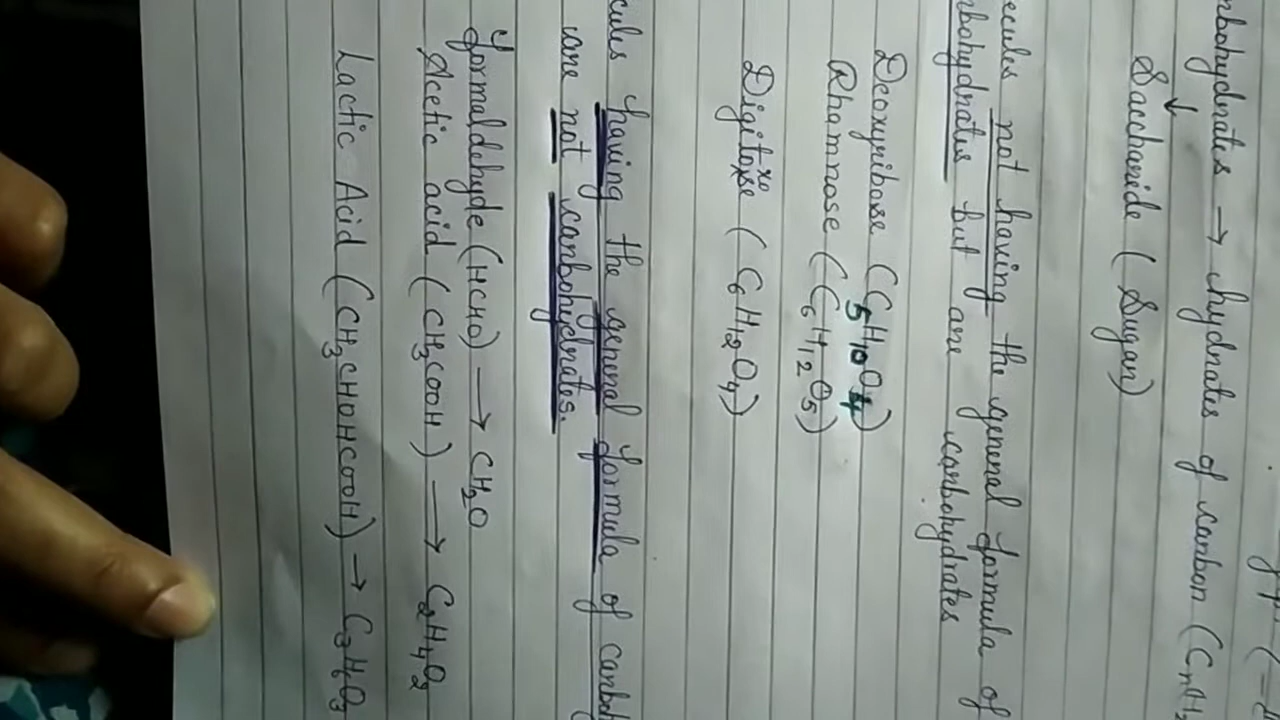 rbohydrates → hydrates of carbon (CnH2
↓
Saccharide (Sugar)
ecules not having the general formula of
rbohydrates but are carbohydrates
Deoxyribose (C5H10O4)
Rhamnose (C6H12O5)
Digitoxose (C6H12O4)
cules having the general formula of carbo
are not carbohydrates.
Formaldehyde (HCHO) → CH2O
Acetic acid (CH3COOH) → C2H4O2
Lactic Acid (CH3CHOHCOOH) → C3H6O3